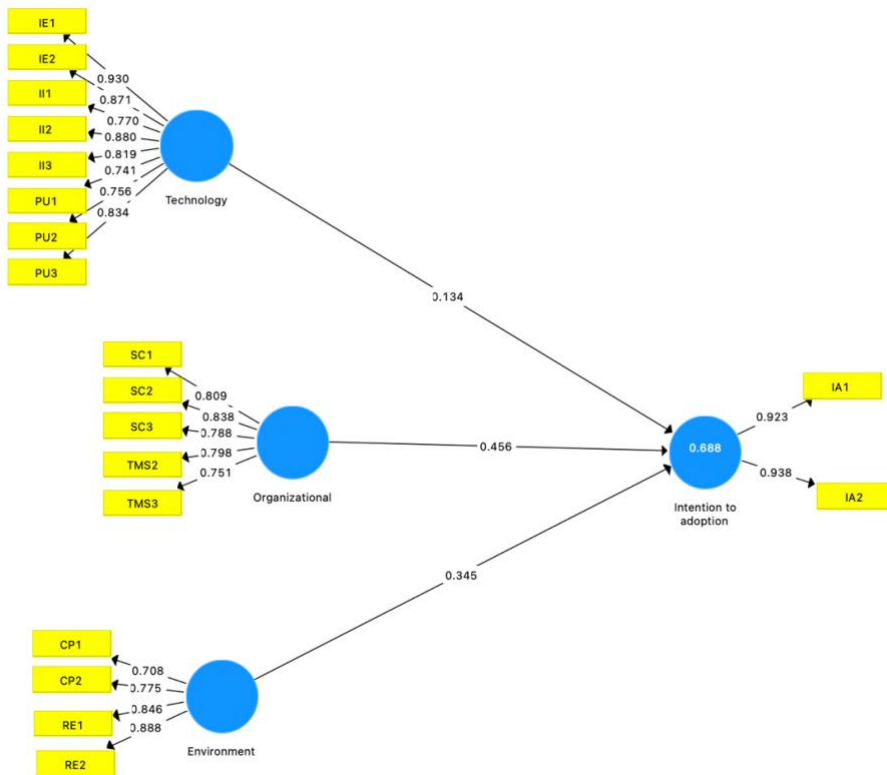 IE1
IE2
II1
II2
II3
PU1
PU2
PU3
0.930
0.871
0.770
0.880
0.819
0.741
0.756
0.834
Technology
0.134
SC1
SC2
SC3
TMS2
TMS3
0.809
0.838
0.788
0.798
0.751
Organizational
0.456
CP1
CP2
RE1
RE2
0.708
0.775
0.846
0.888
Environment
0.345
0.688
Intention to
adoption
0.923
0.938
IA1
IA2